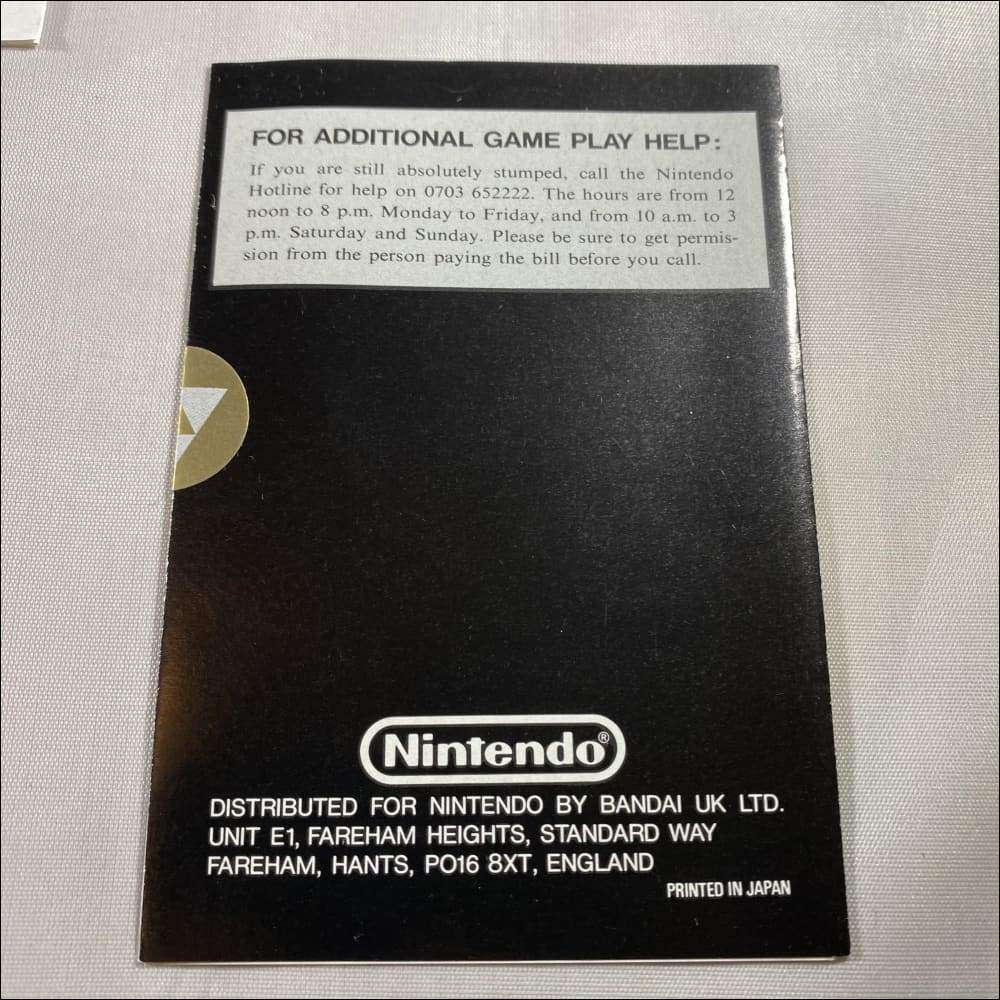 FOR ADDITIONAL GAME PLAY HELP:
If you are still absolutely stumped, call the Nintendo
Hotline for help on 0703 652222. The hours are from 12
noon to 8 p.m. Monday to Friday, and from 10 a.m. to 3
p.m. Saturday and Sunday. Please be sure to get permis-
sion from the person paying the bill before you call.
Nintendo®
DISTRIBUTED FOR NINTENDO BY BANDAI UK LTD.
UNIT E1, FAREHAM HEIGHTS, STANDARD WAY
FAREHAM, HANTS, PO16 8XT, ENGLAND
PRINTED IN JAPAN